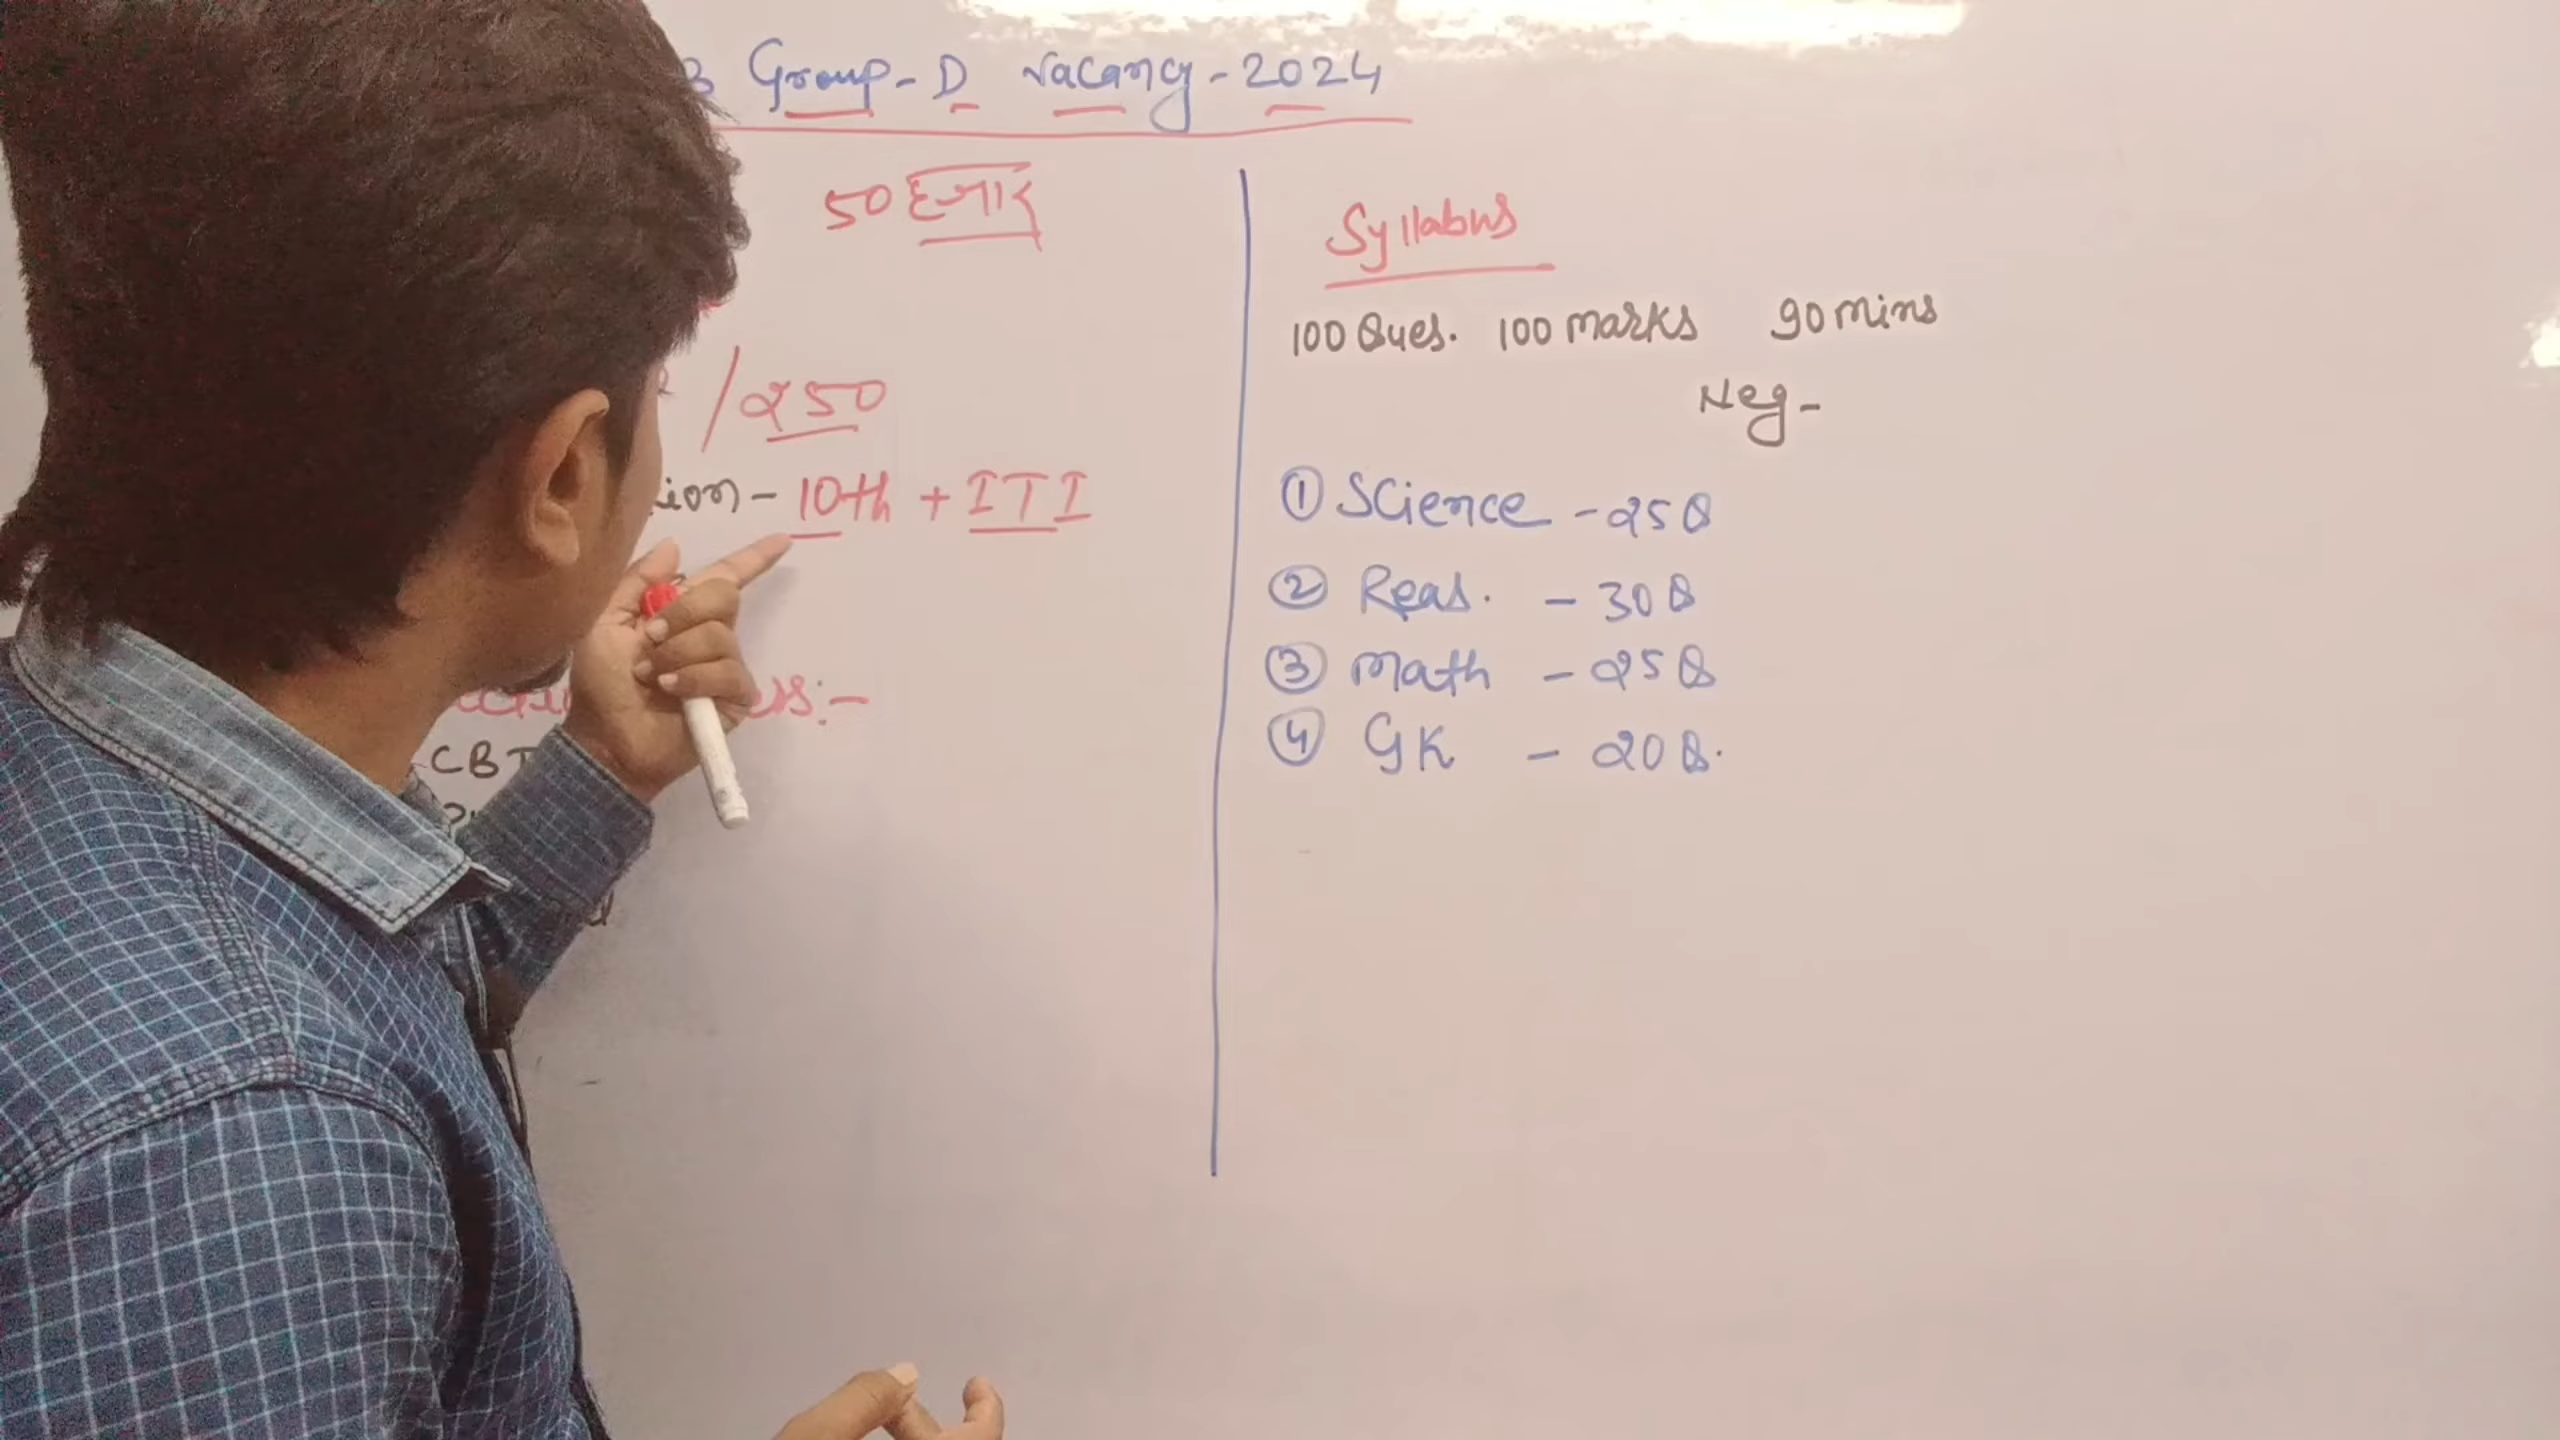 Group-D Vacancy-2024
50 हजार
/250
10th + ITI
CBT
Syllabus
100 Ques. 100 marks 90 mins
Neg-
① Science - 25Q
② Reas. - 30Q
③ Math - 25Q
④ GK - 20Q.